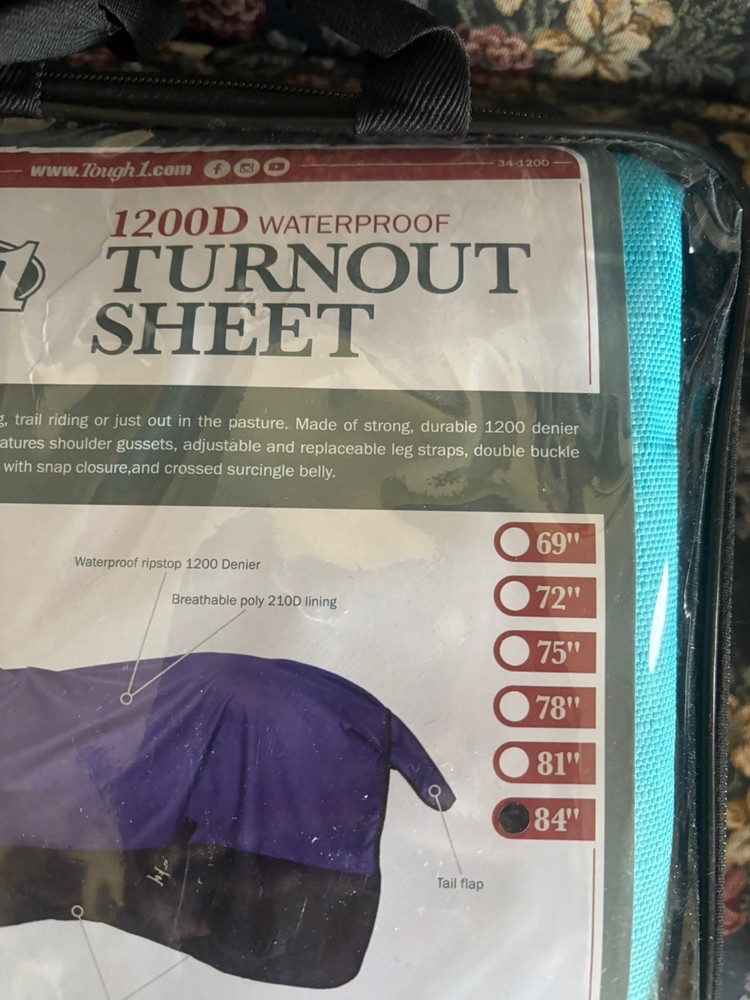 www.Tough1.com
34-1200
1
1200D WATERPROOF
TURNOUT
SHEET
trail riding or just out in the pasture. Made of strong, durable 1200 denier
shoulder gussets, adjustable and replaceable leg straps, double buckle
with snap closure,and crossed surcingle belly.
Waterproof ripstop 1200 Denier
Breathable poly 210D lining
69"
72"
75"
78"
81"
84"
Tail flap